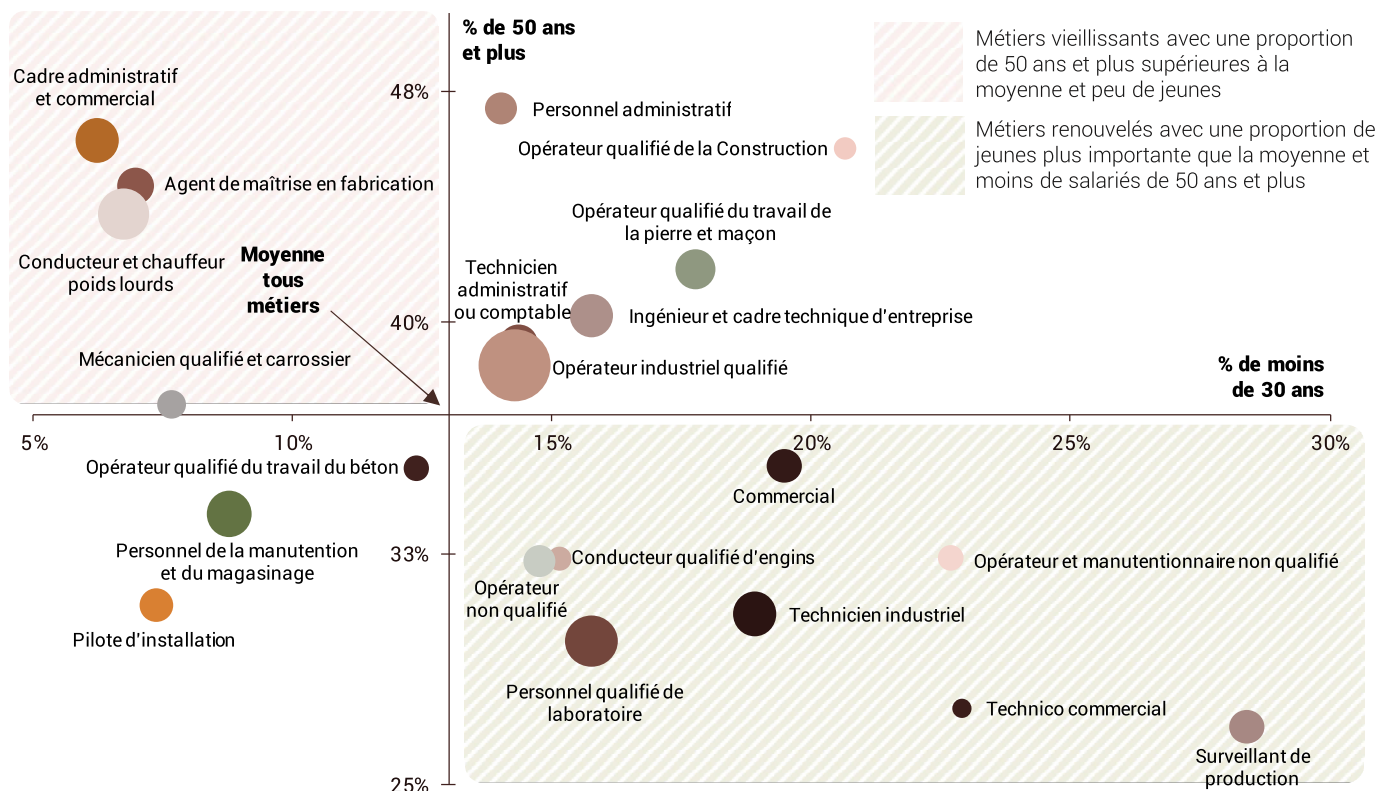 % de 50 ans
et plus
Métiers vieillissants avec une proportion
de 50 ans et plus supérieures à la
moyenne et peu de jeunes
Métiers renouvelés avec une proportion de
jeunes plus importante que la moyenne et
moins de salariés de 50 ans et plus
Cadre administratif
et commercial
48%
Personnel administratif
Opérateur qualifié de la Construction
Agent de maîtrise en fabrication
Opérateur qualifié du travail de
la pierre et maçon
Conducteur et chauffeur
poids lourds
Moyenne
tous
métiers
Technicien
administratif
ou comptable
40%
Ingénieur et cadre technique d'entreprise
Mécanicien qualifié et carrossier
Opérateur industriel qualifié
% de moins
de 30 ans
5%
10%
15%
20%
25%
30%
Opérateur qualifié du travail du béton
Commercial
Personnel de la manutention
et du magasinage
33%
Conducteur qualifié d'engins
Opérateur et manutentionnaire non qualifié
Opérateur
non qualifié
Technicien industriel
Pilote d'installation
Personnel qualifié de
laboratoire
Technico commercial
Surveillant de
production
25%